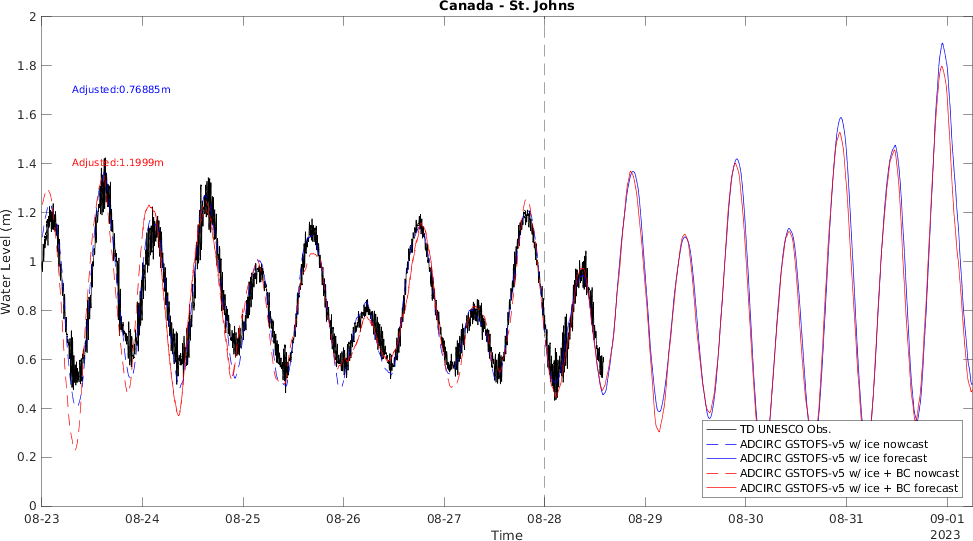 Canada - St. Johns
2
1.8
1.6
1.4
1.2
1
0.8
0.6
0.4
0.2
0
Water Level (m)
Adjusted:0.76885m
Adjusted:1.1999m
TD UNESCO Obs.
ADCIRC GSTOFS-v5 w/ ice nowcast
ADCIRC GSTOFS-v5 w/ ice forecast
ADCIRC GSTOFS-v5 w/ ice + BC nowcast
ADCIRC GSTOFS-v5 w/ ice + BC forecast
08-23 08-24 08-25 08-26 08-27 08-28 08-29 08-30 08-31 09-01
2023
Time